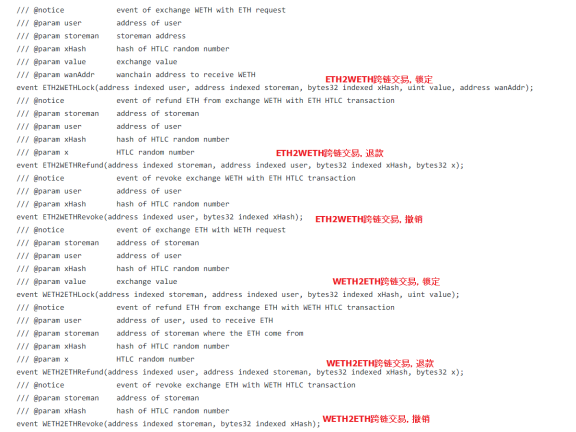 /// @notice event of exchange WETH with ETH request
/// @param user address of user
/// @param storeman storeman address
/// @param xHash hash of HTLC random number
/// @param value exchange value
/// @param wanAddr wanchain address to receive WETH
ETH2WETH跨链交易, 锁定
event ETH2WETHLock(address indexed user, address indexed storeman, bytes32 indexed xHash, uint value, address wanAddr);
/// @notice event of refund ETH from exchange WETH with ETH HTLC transaction
/// @param storeman address of storeman
/// @param user address of user
/// @param xHash hash of HTLC random number
/// @param x HTLC random number
ETH2WETH跨链交易, 退款
event ETH2WETHRefund(address indexed storeman, address indexed user, bytes32 indexed xHash, bytes32 x);
/// @notice event of revoke exchange WETH with ETH HTLC transaction
/// @param user address of user
/// @param xHash hash of HTLC random number
event ETH2WETHRevoke(address indexed user, bytes32 indexed xHash); ETH2WETH跨链交易, 撤销
/// @notice event of exchange ETH with WETH request
/// @param storeman address of storeman
/// @param user address of user
/// @param xHash hash of HTLC random number
/// @param value exchange value WETH2ETH跨链交易, 锁定
event WETH2ETHLock(address indexed storeman, address indexed user, bytes32 indexed xHash, uint value);
/// @notice event of refund ETH from exchange ETH with WETH HTLC transaction
/// @param user address of user, used to receive ETH
/// @param storeman address of storeman where the ETH come from
/// @param xHash hash of HTLC random number
/// @param x HTLC random number WETH2ETH跨链交易, 退款
event WETH2ETHRefund(address indexed user, address indexed storeman, bytes32 indexed xHash, bytes32 x);
/// @notice event of revoke exchange ETH with WETH HTLC transaction
/// @param storeman address of storeman
/// @param xHash hash of HTLC random number
event WETH2ETHRevoke(address indexed storeman, bytes32 indexed xHash); WETH2ETH跨链交易, 撤销